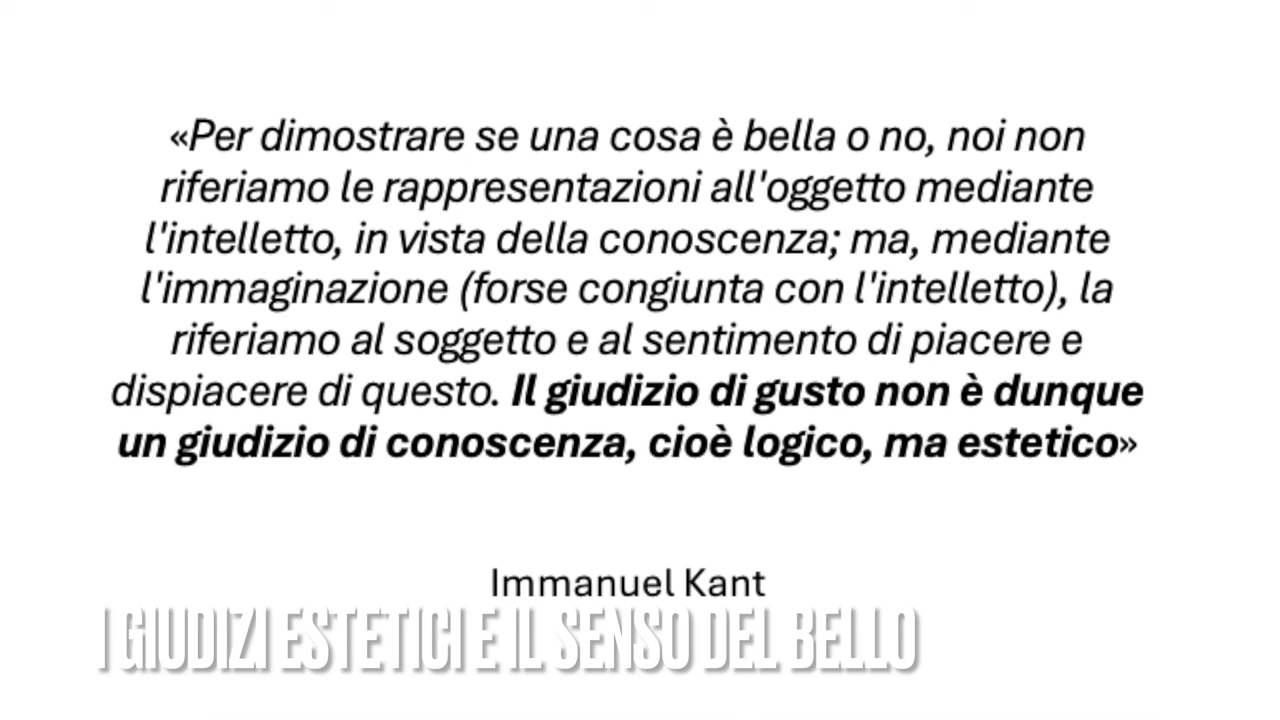 «Per dimostrare se una cosa è bella o no, noi non
riferiamo le rappresentazioni all'oggetto mediante
l'intelletto, in vista della conoscenza; ma, mediante
l'immaginazione (forse congiunta con l'intelletto), la
riferiamo al soggetto e al sentimento di piacere e
dispiacere di questo. Il giudizio di gusto non è dunque
un giudizio di conoscenza, cioè logico, ma estetico»
Immanuel Kant
I GIUDIZI ESTETICI E IL SENSO DEL BELLO